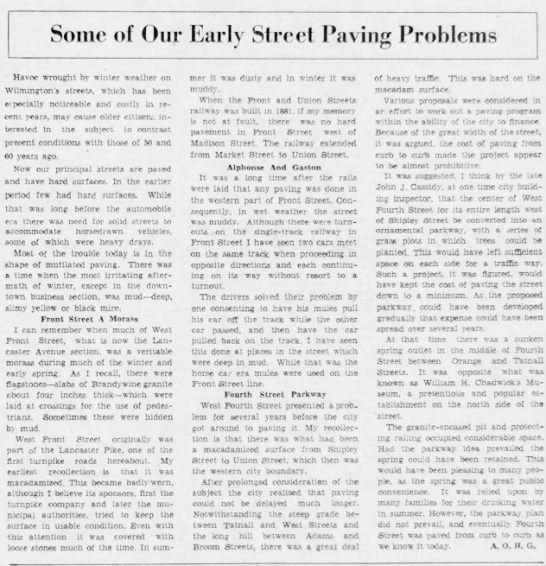 Some of Our Early Street Paving Problems
Havoc wrought by winter weather on
Wilmington's streets, which has been
especially noticeable and costly in re-
cent years, may cause older citizens in-
terested in the subject to contrast
present conditions with those of 50 and
60 years ago.
Now our principal streets are paved
and have hard surfaces. In the earlier
period few had hard surfaces. While
that was long before the automobile
era there was need for solid streets to
accommodate horsedrawn vehicles,
some of which were heavy drays.
Most of the trouble today is in the
shape of mutilated paving. There was
a time when the most irritating after-
math of winter, except in the down-
town business section, was mud—deep,
slimy yellow or black mire.
Front Street A Morass
I can remember when much of West
Front Street, what is now the Lan-
caster Avenue section, was a veritable
morass during much of the winter and
early spring. As I recall, there were
flagstones—slabs of Brandywine granite
about four inches thick—which were
laid at crossings for the use of pedes-
trians. Sometimes these were hidden
by mud.
West Front Street originally was
part of the Lancaster Pike, one of the
first turnpike roads hereabout. My
earliest recollection is that it was
macadamized. This became badly worn,
although I believe its sponsors, first the
turnpike company and later the mu-
nicipal authorities, tried to keep the
surface in usable condition. Even with
this attention it was covered with
loose stones much of the time. In sum-
mer it was dusty and in winter it was
muddy.
When the Front and Union Streets
railway was built in 1881, if my memory
is not at fault, there was no hard
pavement in Front Street west of
Madison Street. The railway extended
from Market Street to Union Street.
Alphonse And Gaston
It was a long time after the rails
were laid that any paving was done in
the western part of Front Street. Con-
sequently, in wet weather the street
was muddy. Although there were turn-
outs on the single-track railway in
Front Street I have seen two cars meet
on the same track when proceeding in
opposite directions and each continu-
ing on its way without resort to a
turnout.
The drivers solved their problem by
one consenting to have his mules pull
his car off the track while the other
car passed, and then have the car
pulled back on the track. I have seen
this done at places in the street which
were deep in mud. While that was the
horse car era mules were used on the
Front Street line.
Fourth Street Parkway
West Fourth Street presented a prob-
lem for several years before the city
got around to paving it. My recollec-
tion is that there was what had been
a macadamized surface from Shipley
Street to Union Street, which then was
the western city boundary.
After prolonged consideration of the
subject the city realised that paving
could not be delayed much longer.
Notwithstanding the steep grade be-
tween Tatnall and West Streets and
the long hill between Adams and
Broom Streets, there was a great deal
of heavy traffic. This was hard on the
macadam surface.
Various proposals were considered in
an effort to work out a paving program
within the ability of the city to finance.
Because of the great width of the street,
it was argued, the cost of paving from
curb to curb made the project appear
to be almost prohibitive.
It was suggested, I think by the late
John J. Cassidy, at one time city build-
ing inspector, that the center of West
Fourth Street for its entire length west
of Shipley Street be converted into an
ornamental parkway, with a series of
grass plots in which trees could be
planted. This would have left sufficient
space on each side for a traffic way.
Such a project, it was figured, would
have kept the cost of paving the street
down to a minimum. As the proposed
parkway could have been developed
gradually that expense could have been
spread over several years.
At that time there was a sunken
spring outlet in the middle of Fourth
Street between Orange and Tatnall
Streets. It was opposite what was
known as William H. Chadwick's Mu-
seum, a pretentious and popular es-
tablishment on the north side of the
street.
The granite-encased pit and protect-
ing railing occupied considerable space.
Had the parkway idea prevailed the
spring could have been retained. This
would have been pleasing to many peo-
ple, as the spring was a great public
convenience. It was relied upon by
many families for their drinking water
in summer. However, the parkway plan
did not prevail, and eventually Fourth
Street was paved from curb to curb as
we know it today. A. O. H. G.